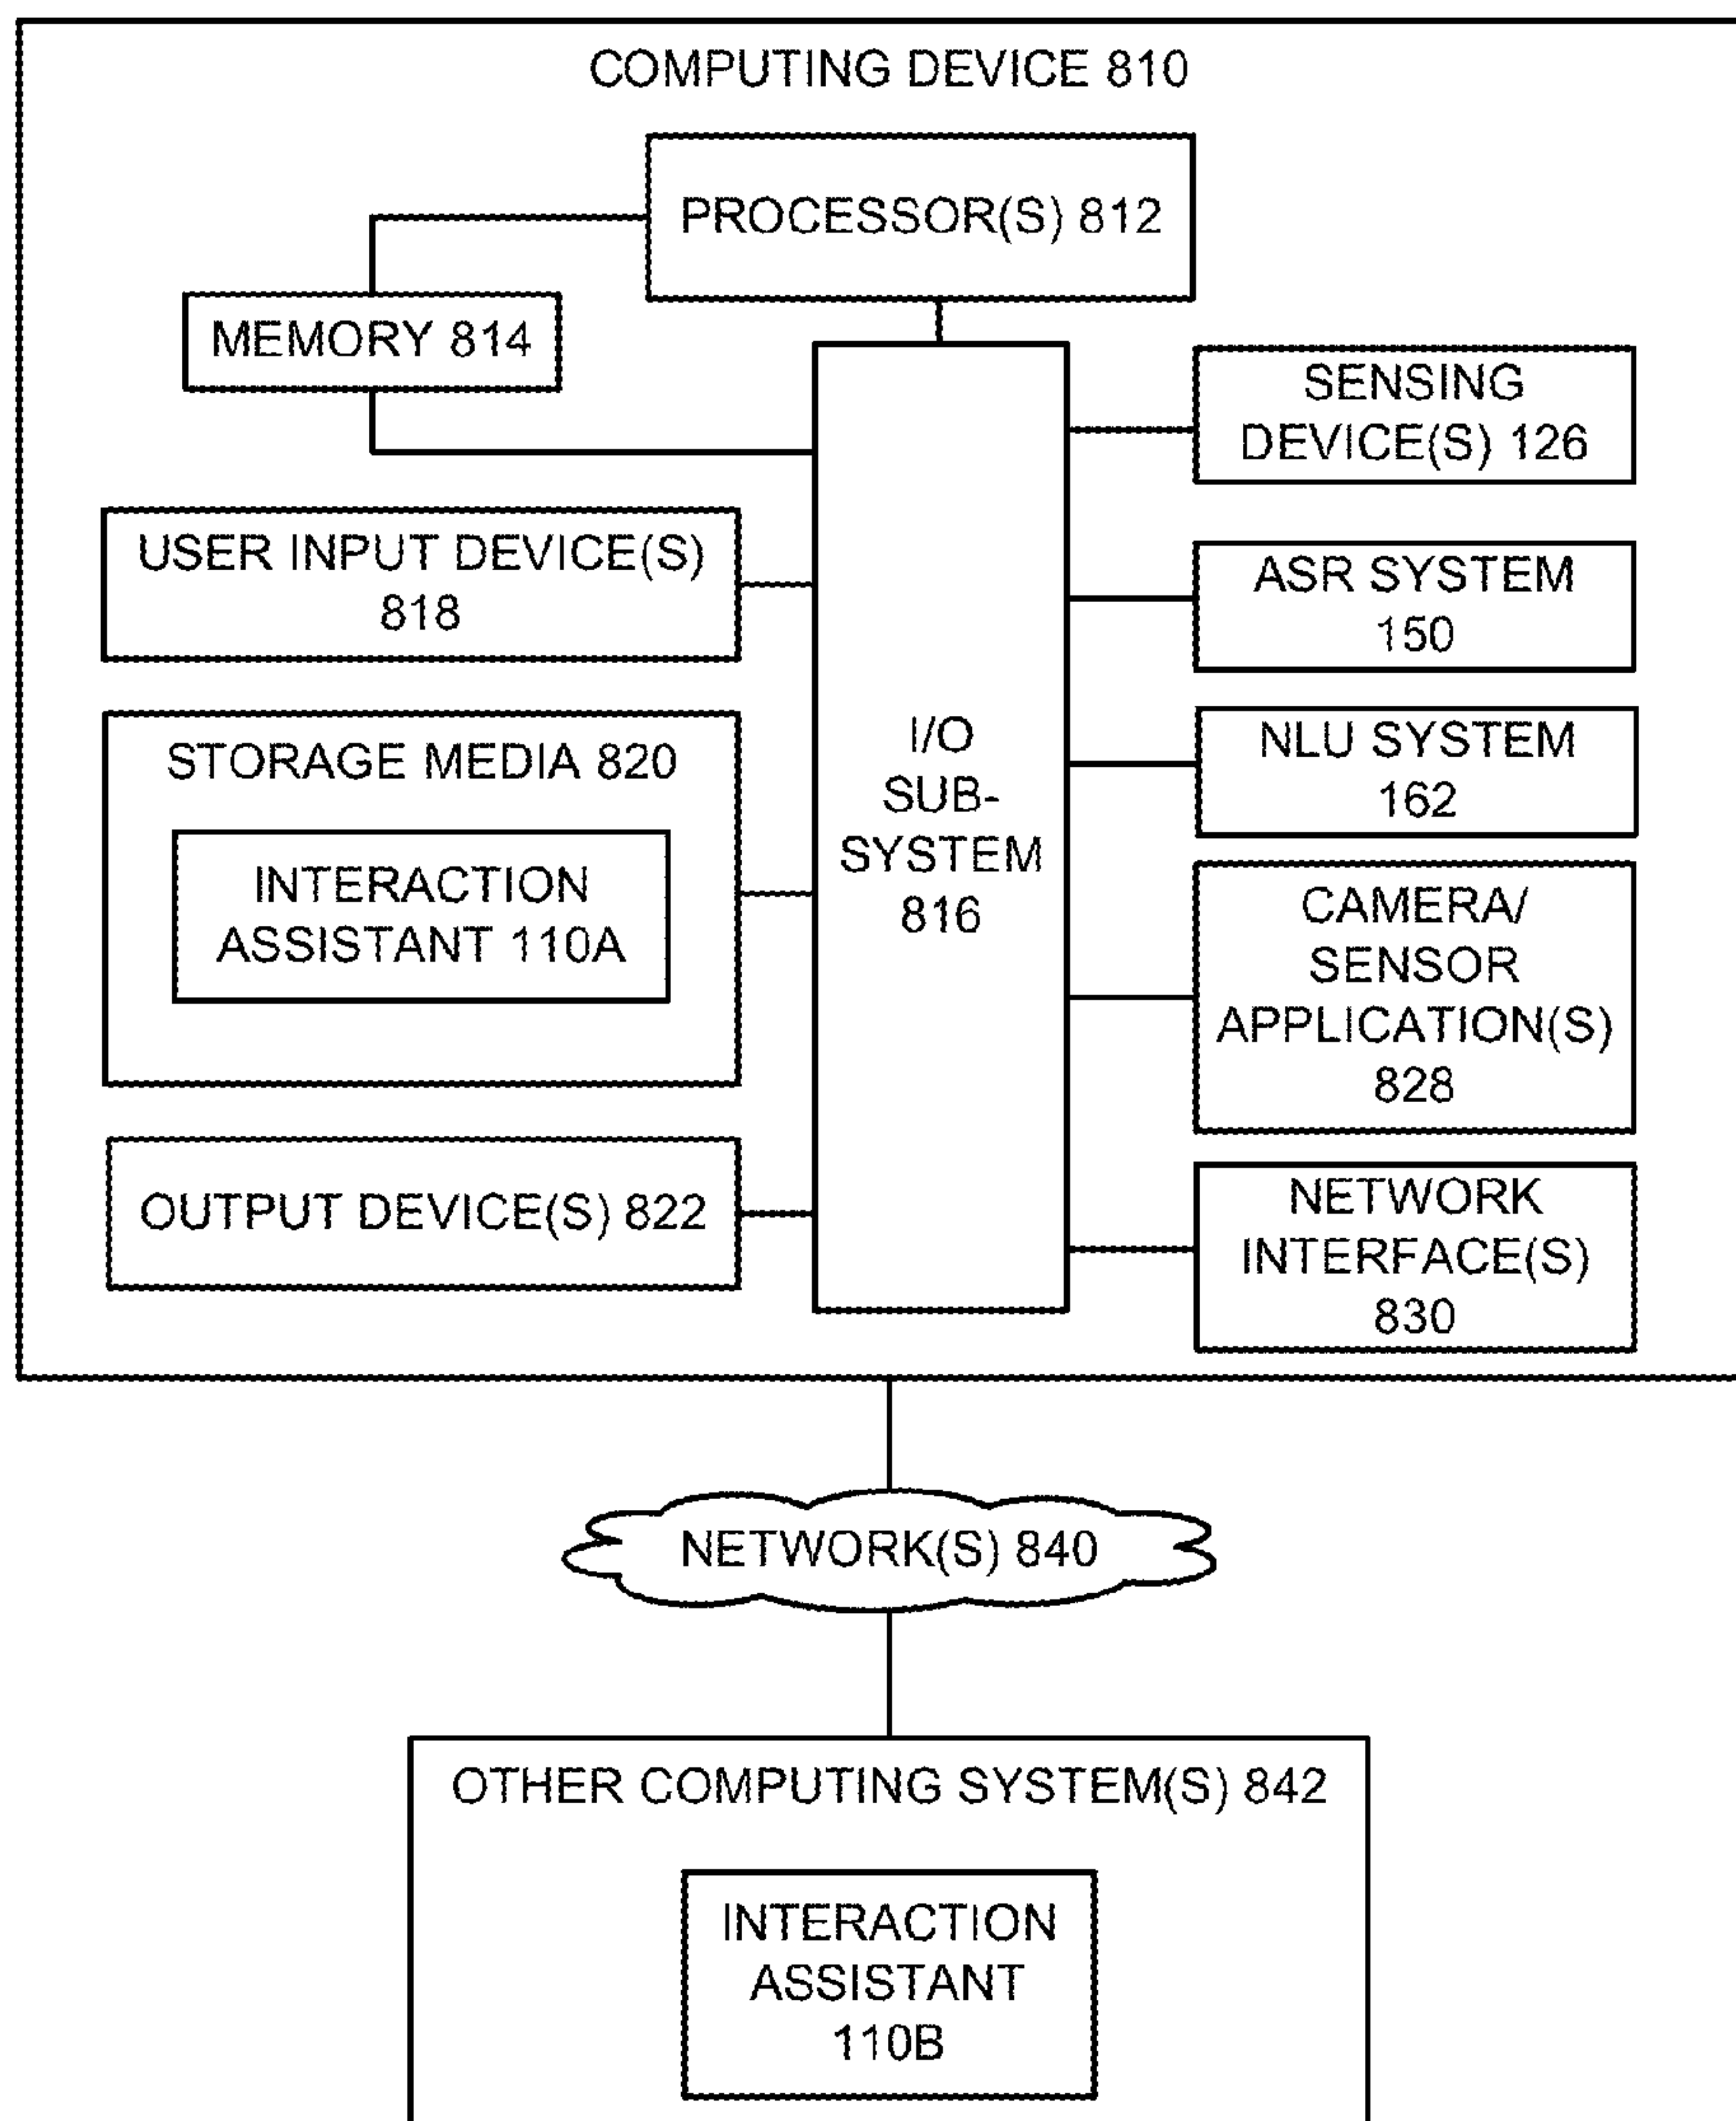 COMPUTING DEVICE 810
PROCESSOR(S) 812
MEMORY 814
SENSING
DEVICE(S) 126
USER INPUT DEVICE(S)
818
ASR SYSTEM
150
STORAGE MEDIA 820
INTERACTION
ASSISTANT 110A
I/O
SUB-
SYSTEM
816
NLU SYSTEM
162
CAMERA/
SENSOR
APPLICATION(S)
828
OUTPUT DEVICE(S) 822
NETWORK
INTERFACE(S)
830
NETWORK(S) 840
OTHER COMPUTING SYSTEM(S) 842
INTERACTION
ASSISTANT
110B